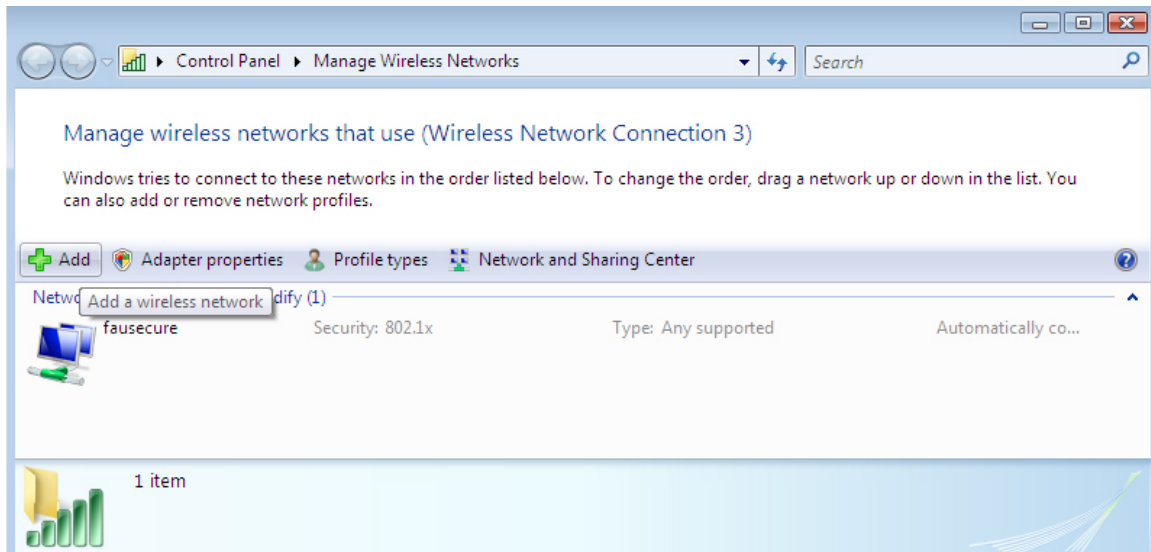 Control Panel ▸ Manage Wireless Networks Search
Manage wireless networks that use (Wireless Network Connection 3)
Windows tries to connect to these networks in the order listed below. To change the order, drag a network up or down in the list. You
can also add or remove network profiles.
Add Adapter properties Profile types Network and Sharing Center
Add a wireless network
dify (1)
fausecure Security: 802.1x Type: Any supported Automatically co...
1 item